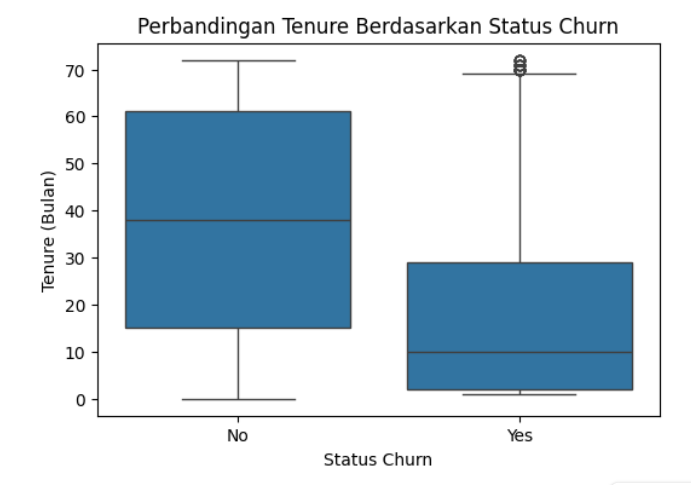 Perbandingan Tenure Berdasarkan Status Churn
70
60
50
40
30
20
10
0
Tenure (Bulan)
No
Yes
Status Churn